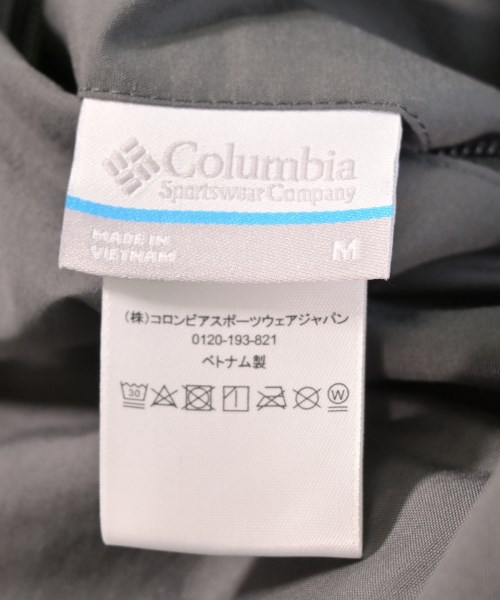 Columbia
Sportswear Company
MADE IN
VIETNAM
M
(株)コロンビアスポーツウェアジャパン
0120-193-821
ベトナム製
30
W